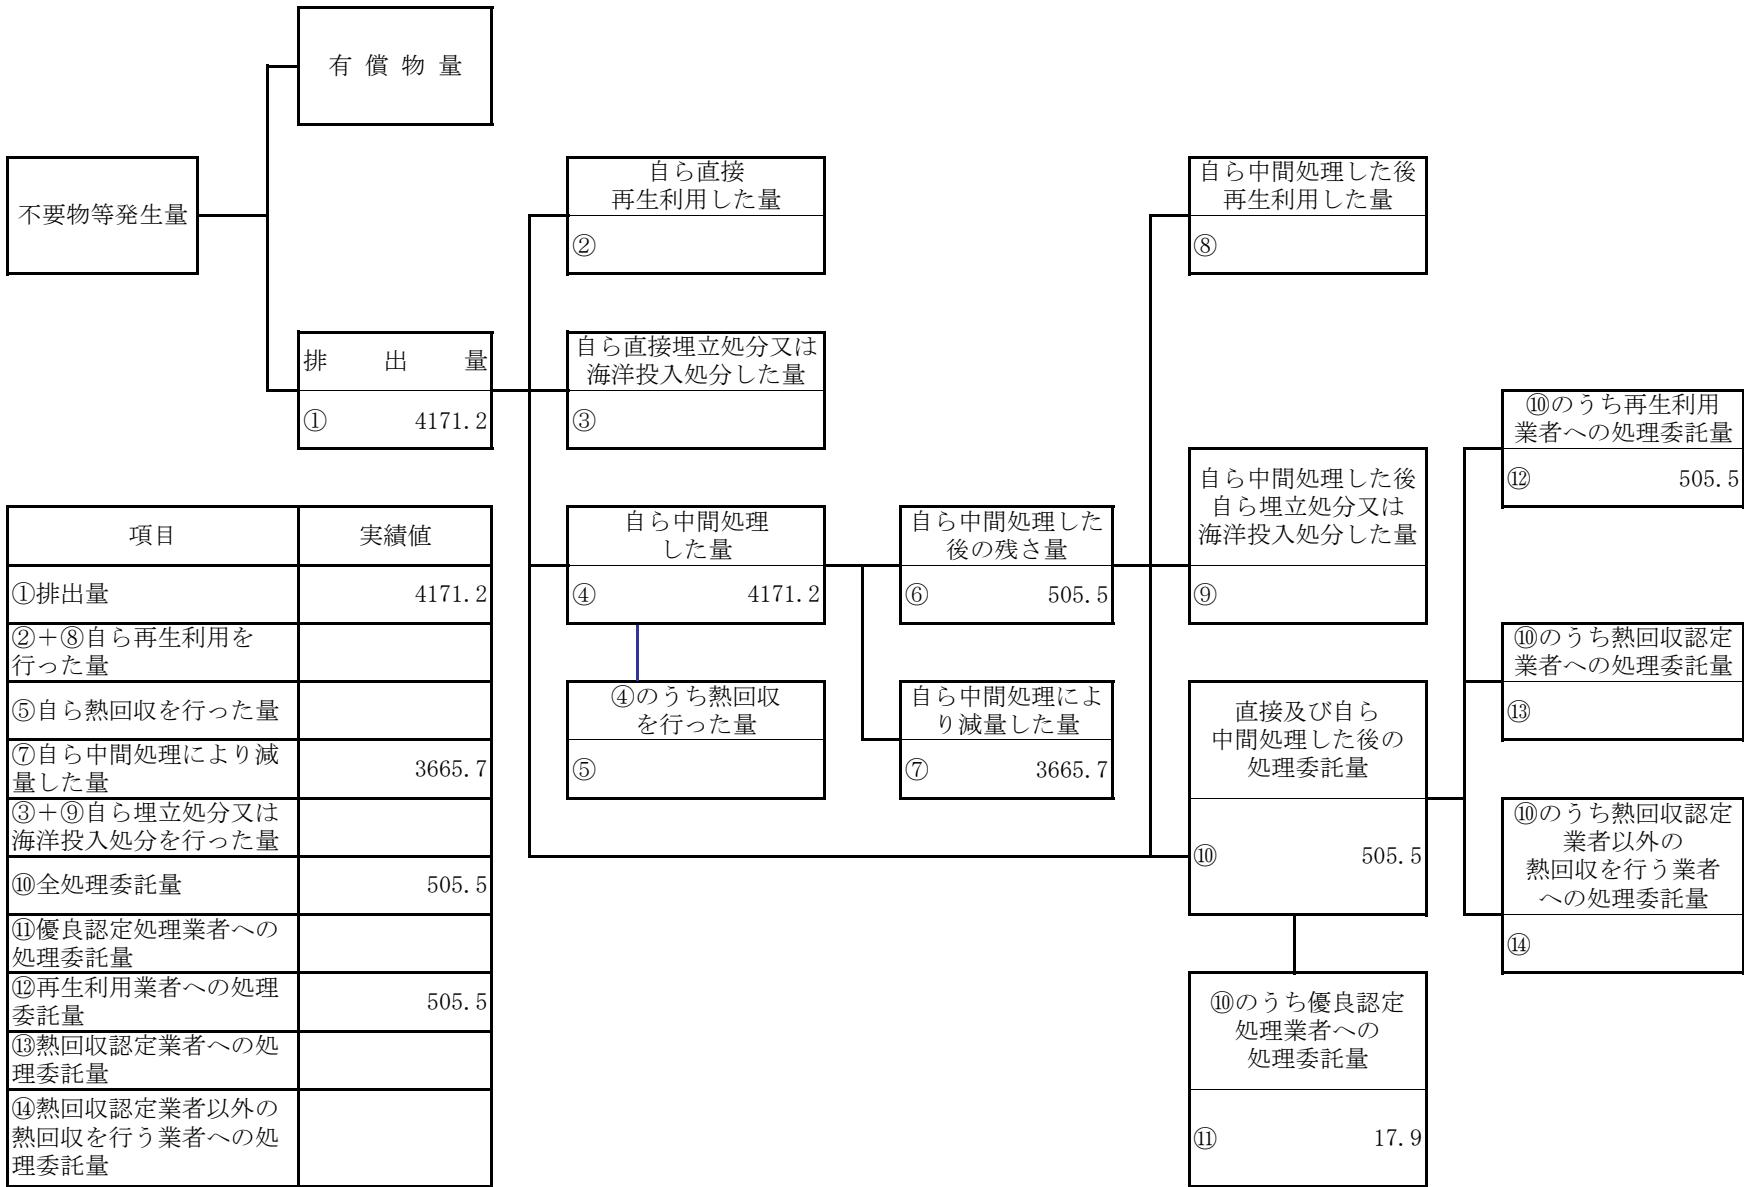 有償物量
不要物等発生量
排出量
① 4171.2
自ら直接
再生利用した量
②
自ら直接埋立処分又は
海洋投入処分した量
③
自ら中間処理
した量
④ 4171.2
④のうち熱回収
を行った量
⑤
自ら中間処理した
後の残さ量
⑥ 505.5
自ら中間処理によ
り減量した量
⑦ 3665.7
自ら中間処理した後
再生利用した量
⑧
自ら中間処理した後
自ら埋立処分又は
海洋投入処分した量
⑨
直接及び自ら
中間処理した後の
処理委託量
⑩ 505.5
⑩のうち優良認定
処理業者への
処理委託量
⑪ 17.9
⑩のうち再生利用
業者への処理委託量
⑫ 505.5
⑩のうち熱回収認定
業者への処理委託量
⑬
⑩のうち熱回収認定
業者以外の
熱回収を行う業者
への処理委託量
⑭
項目 実績値
①排出量 4171.2
②+⑧自ら再生利用を
行った量
⑤自ら熱回収を行った量
⑦自ら中間処理により減
量した量 3665.7
③+⑨自ら埋立処分又は
海洋投入処分を行った量
⑩全処理委託量 505.5
⑪優良認定処理業者への
処理委託量
⑫再生利用業者への処理
委託量 505.5
⑬熱回収認定業者への処
理委託量
⑭熱回収認定業者以外の
熱回収を行う業者への処
理委託量